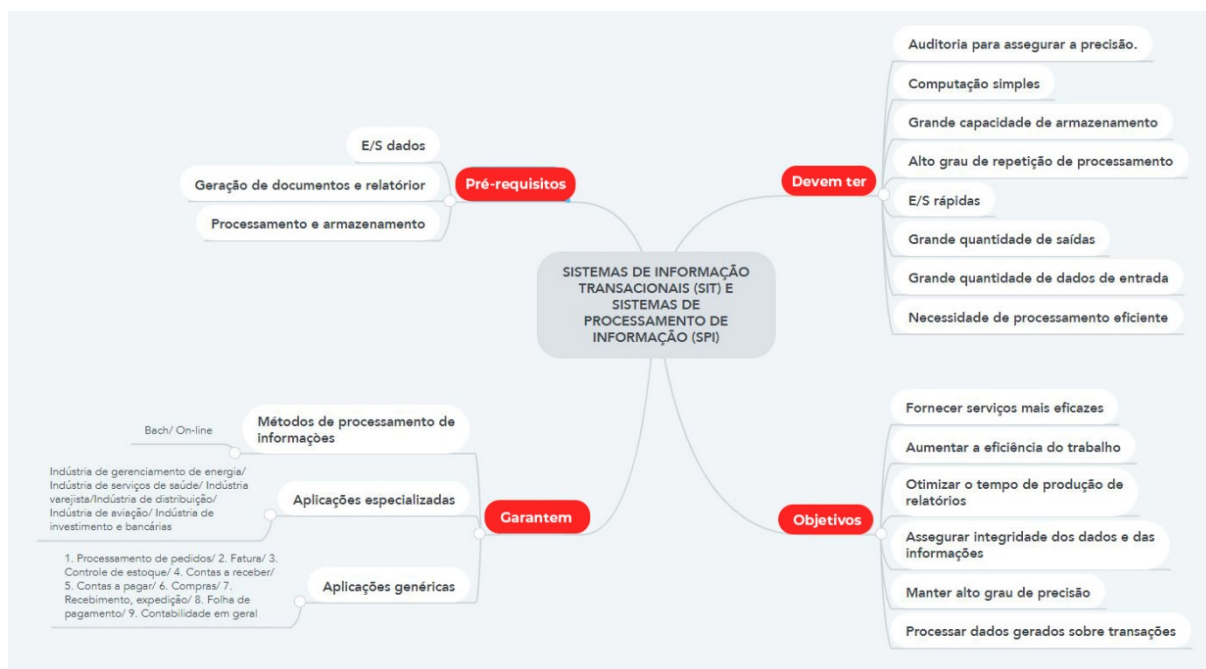 SISTEMAS DE INFORMAÇÃO
TRANSACIONAIS (SIT) E
SISTEMAS DE
PROCESSAMENTO DE
INFORMAÇÃO (SPI)
Pré-requisitos
E/S dados
Geração de documentos e relatórior
Processamento e armazenamento
Devem ter
Auditoria para assegurar a precisão.
Computação simples
Grande capacidade de armazenamento
Alto grau de repetição de processamento
E/S rápidas
Grande quantidade de saídas
Grande quantidade de dados de entrada
Necessidade de processamento eficiente
Garantem
Métodos de processamento de
informaçòes
Bach/ On-line
Aplicações especializadas
Indústria de gerenciamento de energia/
Indústria de serviços de saúde/ Indústria
varejista/Indústria de distribuição/
Indústria de aviação/ Indústria de
investimento e bancárias
Aplicações genéricas
1. Processamento de pedidos/ 2. Fatura/ 3.
Controle de estoque/ 4. Contas a receber/
5. Contas a pagar/ 6. Compras/ 7.
Recebimento, expedição/ 8. Folha de
pagamento/ 9. Contabilidade em geral
Objetivos
Fornecer serviços mais eficazes
Aumentar a eficiência do trabalho
Otimizar o tempo de produção de
relatórios
Assegurar integridade dos dados e das
informações
Manter alto grau de precisão
Processar dados gerados sobre transações